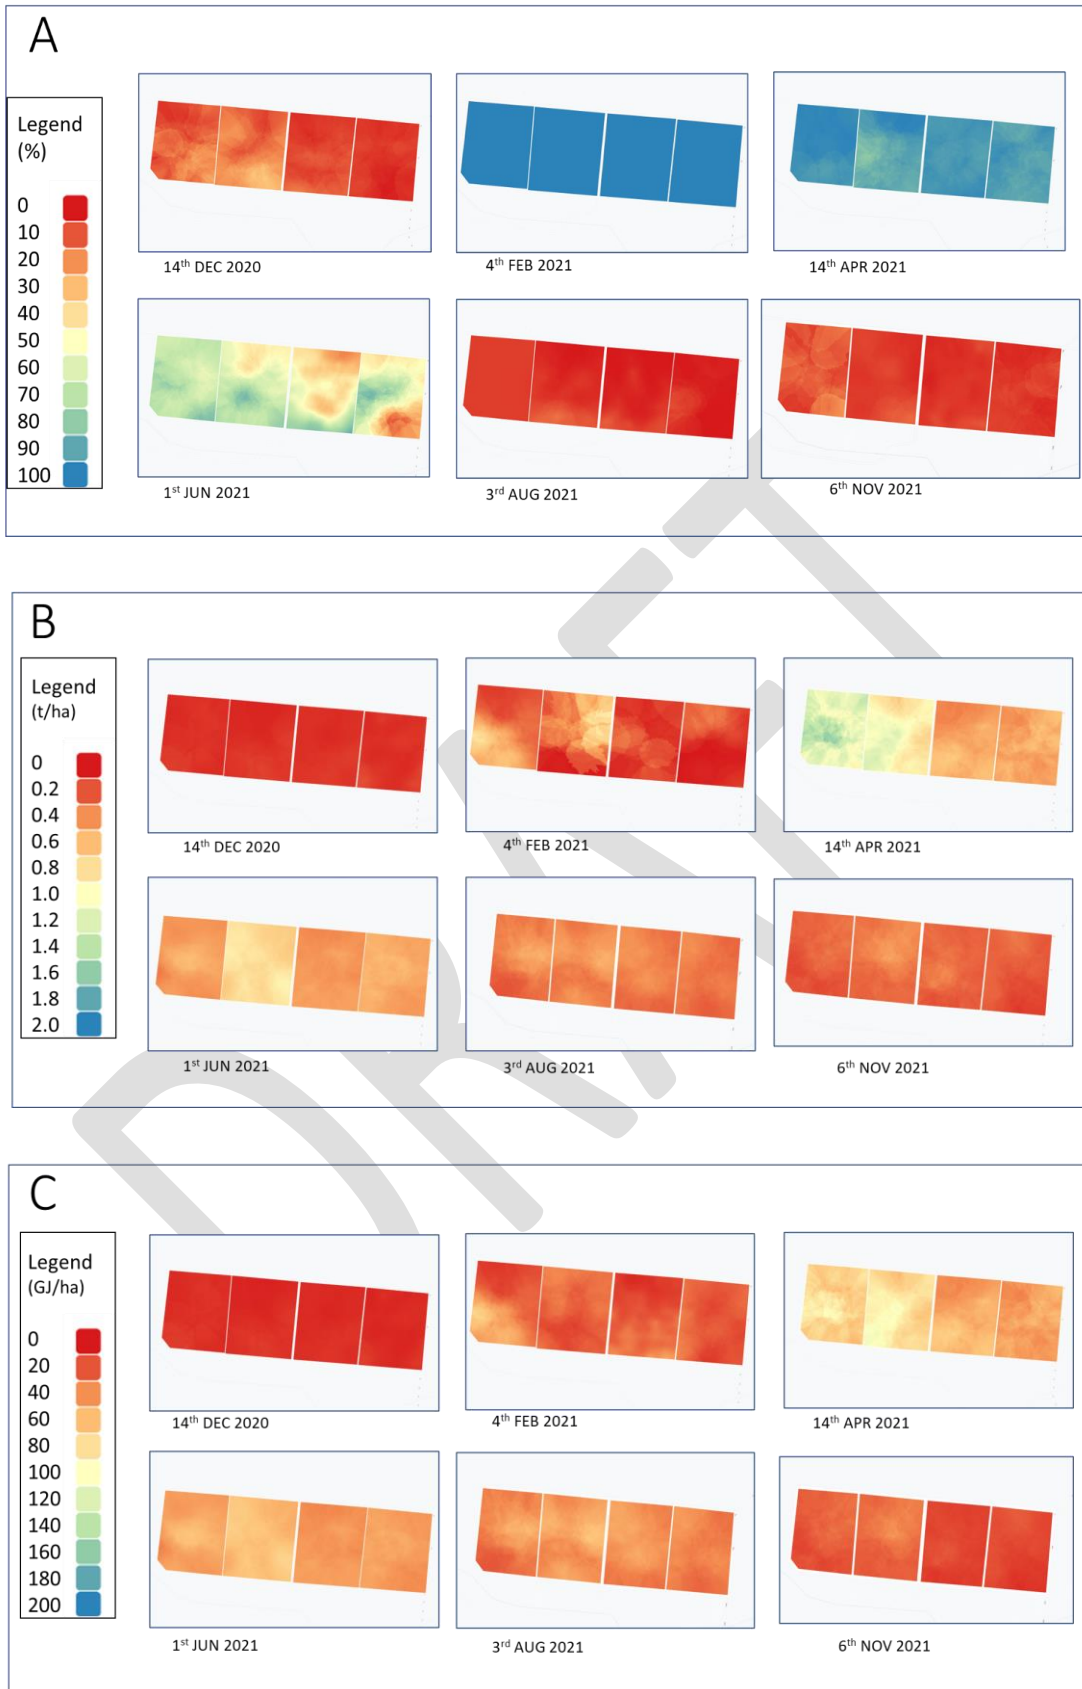 A
Legend
(%)
0
10
20
30
40
50
60
70
80
90
100
14th DEC 2020
4th FEB 2021
14th APR 2021
1st JUN 2021
3rd AUG 2021
6th NOV 2021
B
Legend
(t/ha)
0
0.2
0.4
0.6
0.8
1.0
1.2
1.4
1.6
1.8
2.0
14th DEC 2020
4th FEB 2021
14th APR 2021
1st JUN 2021
3rd AUG 2021
6th NOV 2021
C
Legend
(GJ/ha)
0
20
40
60
80
100
120
140
160
180
200
14th DEC 2020
4th FEB 2021
14th APR 2021
1st JUN 2021
3rd AUG 2021
6th NOV 2021
DRAFT